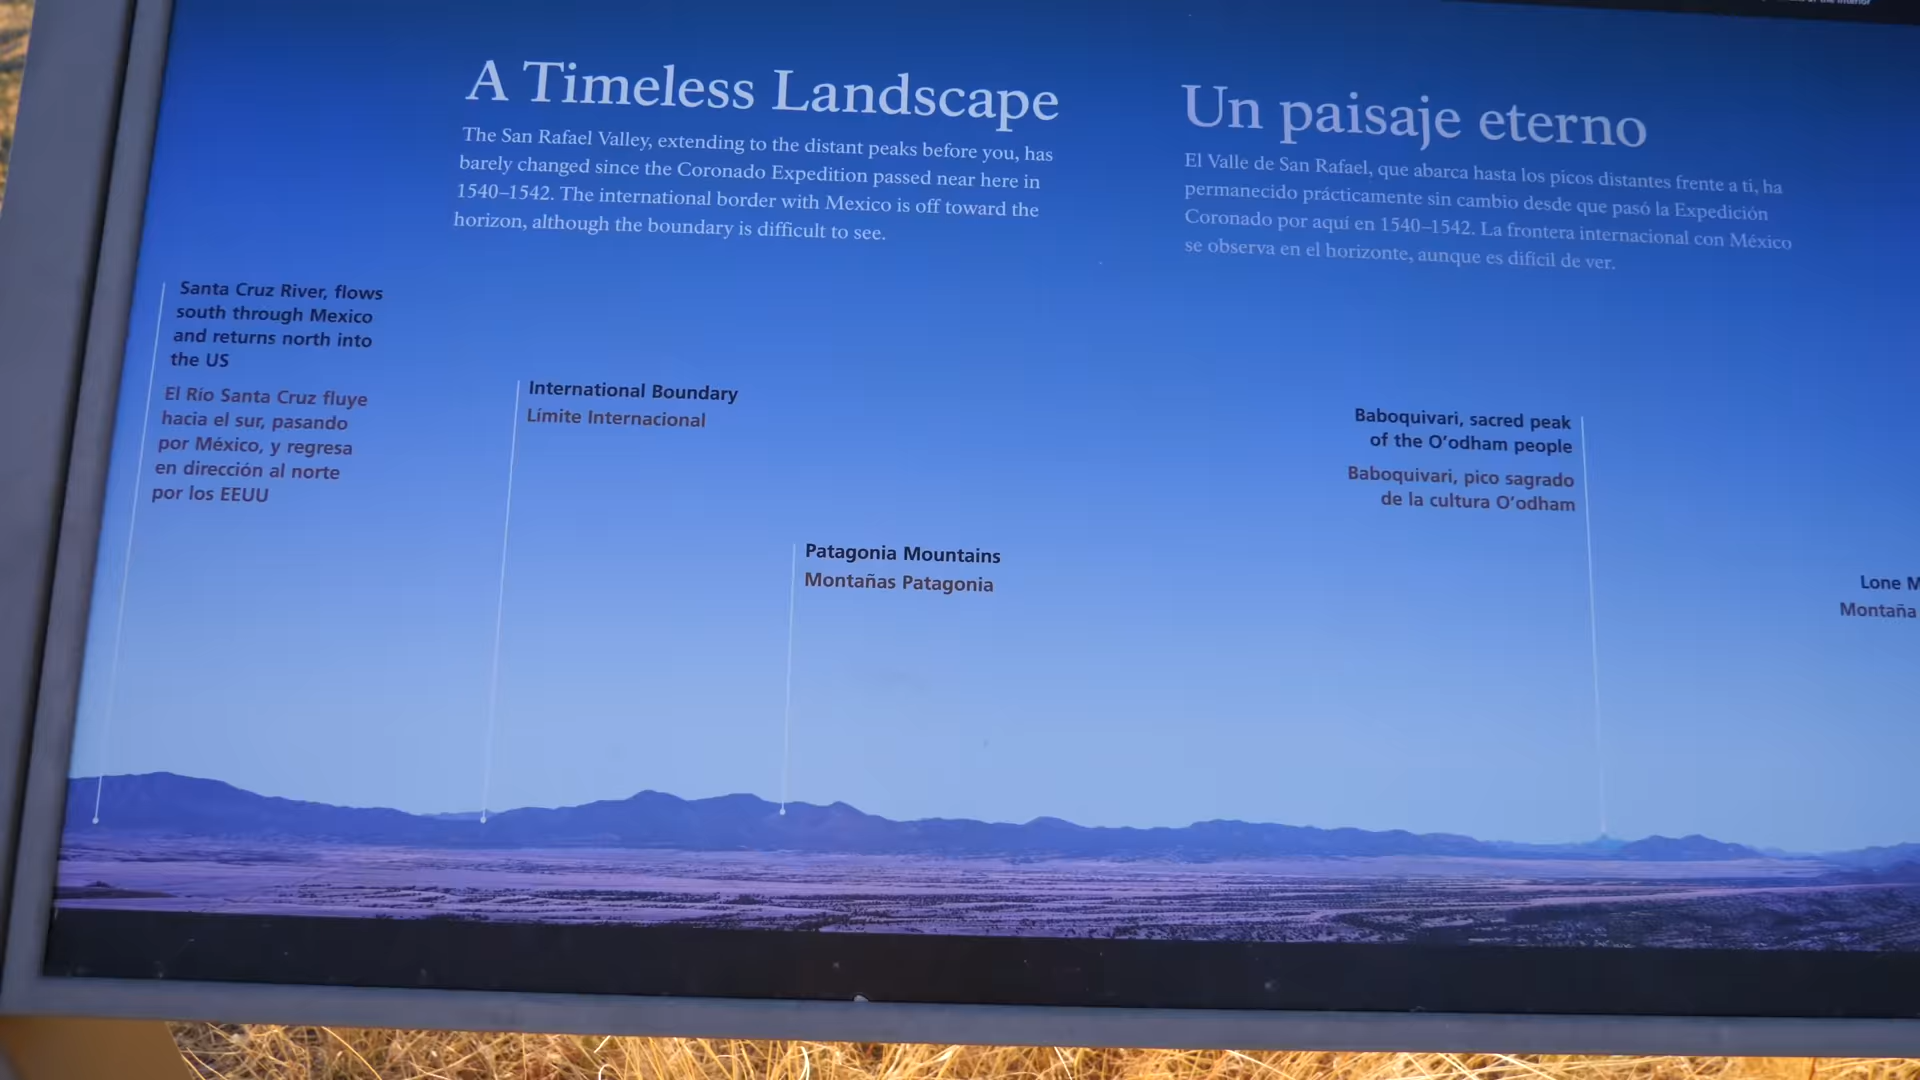 of the Interior
A Timeless Landscape
The San Rafael Valley, extending to the distant peaks before you, has
barely changed since the Coronado Expedition passed near here in
1540–1542. The international border with Mexico is off toward the
horizon, although the boundary is difficult to see.
Un paisaje eterno
El Valle de San Rafael, que abarca hasta los picos distantes frente a ti, ha
permanecido prácticamente sin cambio desde que pasó la Expedición
Coronado por aquí en 1540–1542. La frontera internacional con México
se observa en el horizonte, aunque es difícil de ver.
Santa Cruz River, flows
south through Mexico
and returns north into
the US
El Río Santa Cruz fluye
hacia el sur, pasando
por México, y regresa
en dirección al norte
por los EEUU
International Boundary
Límite Internacional
Patagonia Mountains
Montañas Patagonia
Baboquivari, sacred peak
of the O’odham people
Baboquivari, pico sagrado
de la cultura O’odham
Lone M
Montaña